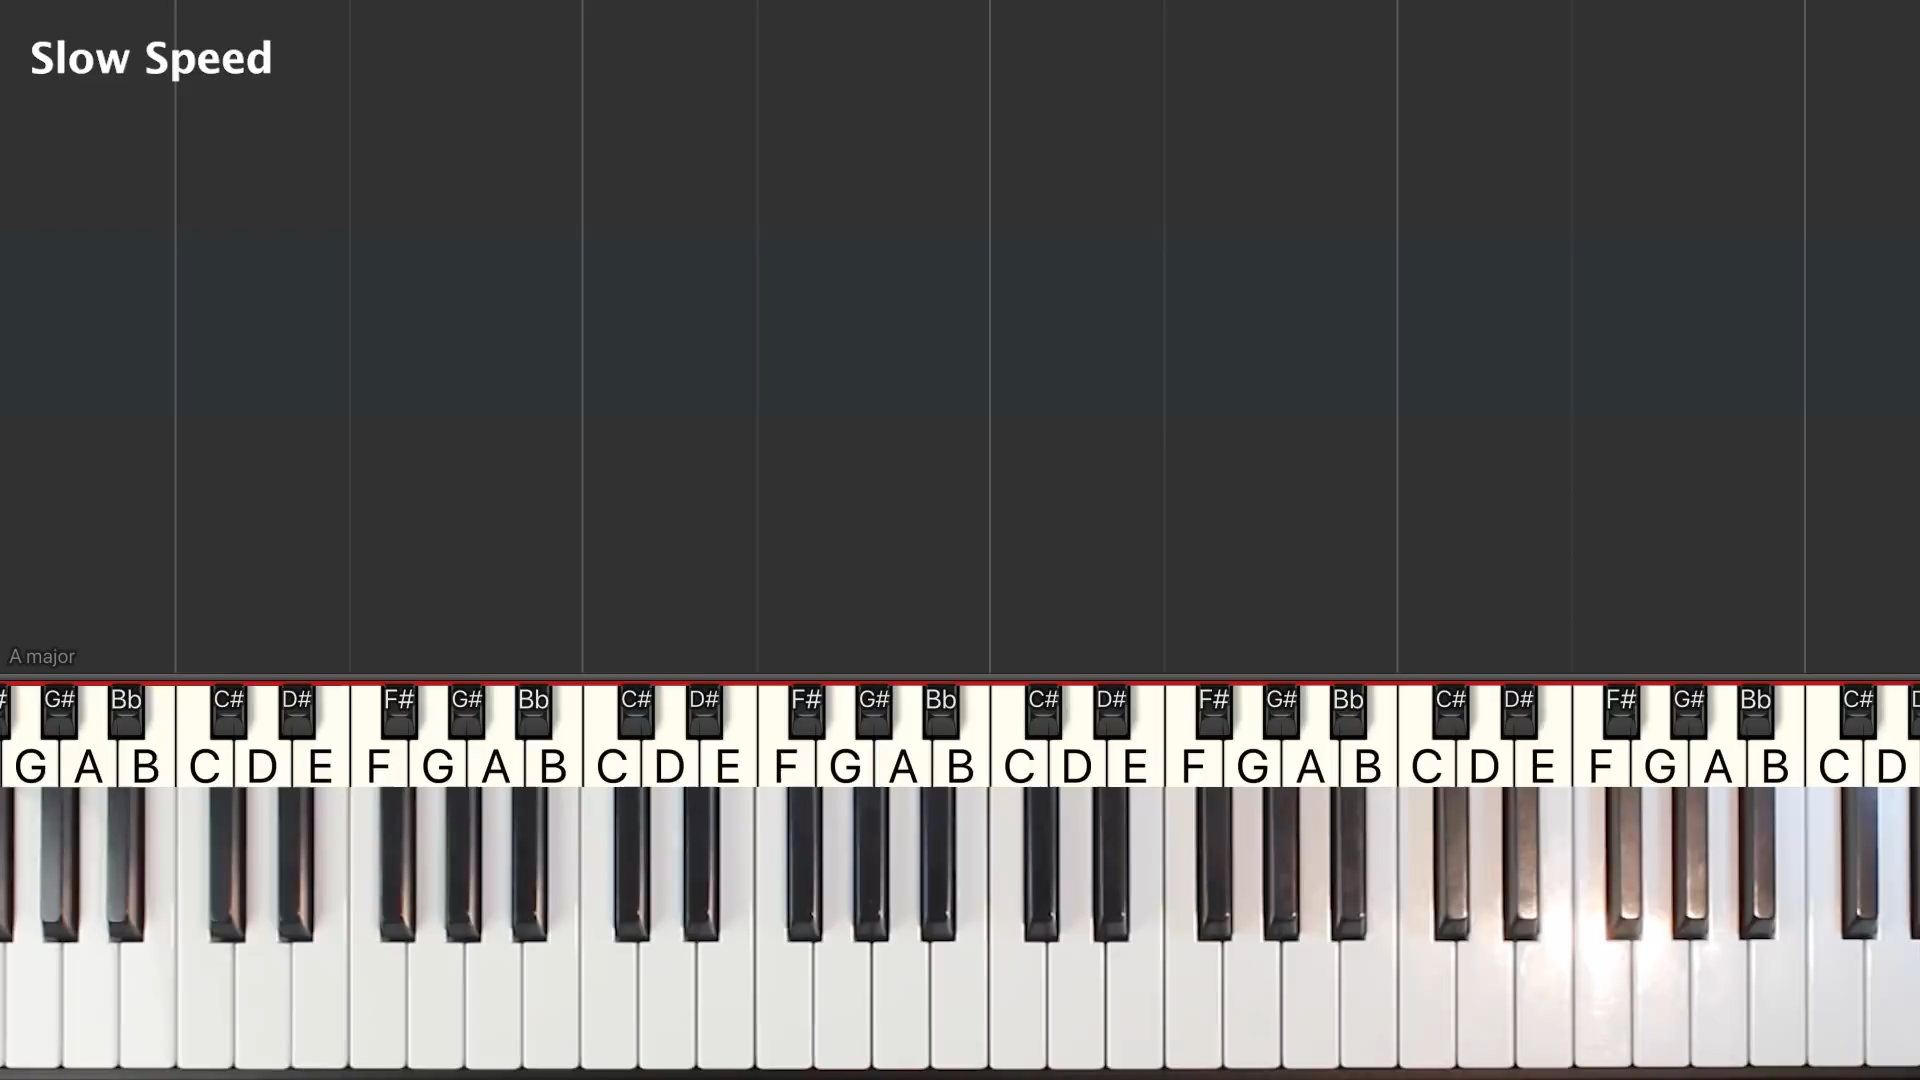 Slow Speed
A major
# G# Bb C# D# F# G# Bb C# D# F# G# Bb C# D# F# G# Bb C# D# F# G# Bb C#
G A B C D E F G A B C D E F G A B C D E F G A B C D E F G A B C D